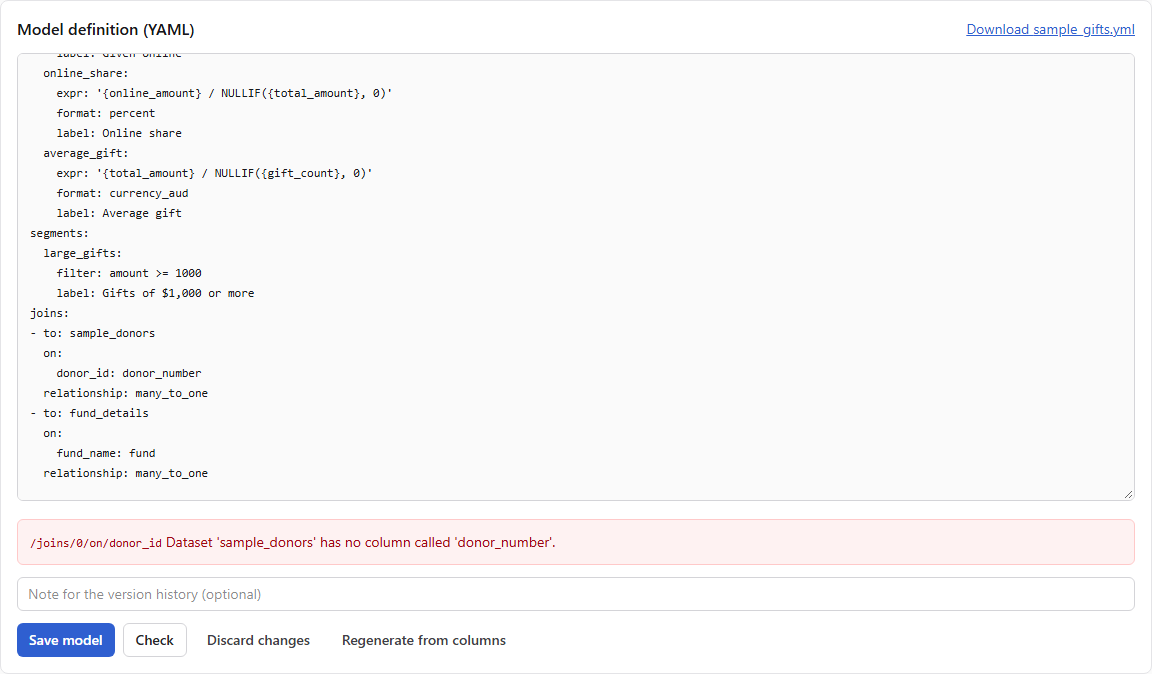 Model definition (YAML)
Download sample_gifts.yml
label: Given online
online_share:
expr: '{online_amount} / NULLIF({total_amount}, 0)'
format: percent
label: Online share
average_gift:
expr: '{total_amount} / NULLIF({gift_count}, 0)'
format: currency_aud
label: Average gift
segments:
large_gifts:
filter: amount >= 1000
label: Gifts of $1,000 or more
joins:
- to: sample_donors
on:
donor_id: donor_number
relationship: many_to_one
- to: fund_details
on:
fund_name: fund
relationship: many_to_one
/joins/0/on/donor_id Dataset 'sample_donors' has no column called 'donor_number'.
Note for the version history (optional)
Save model
Check
Discard changes
Regenerate from columns